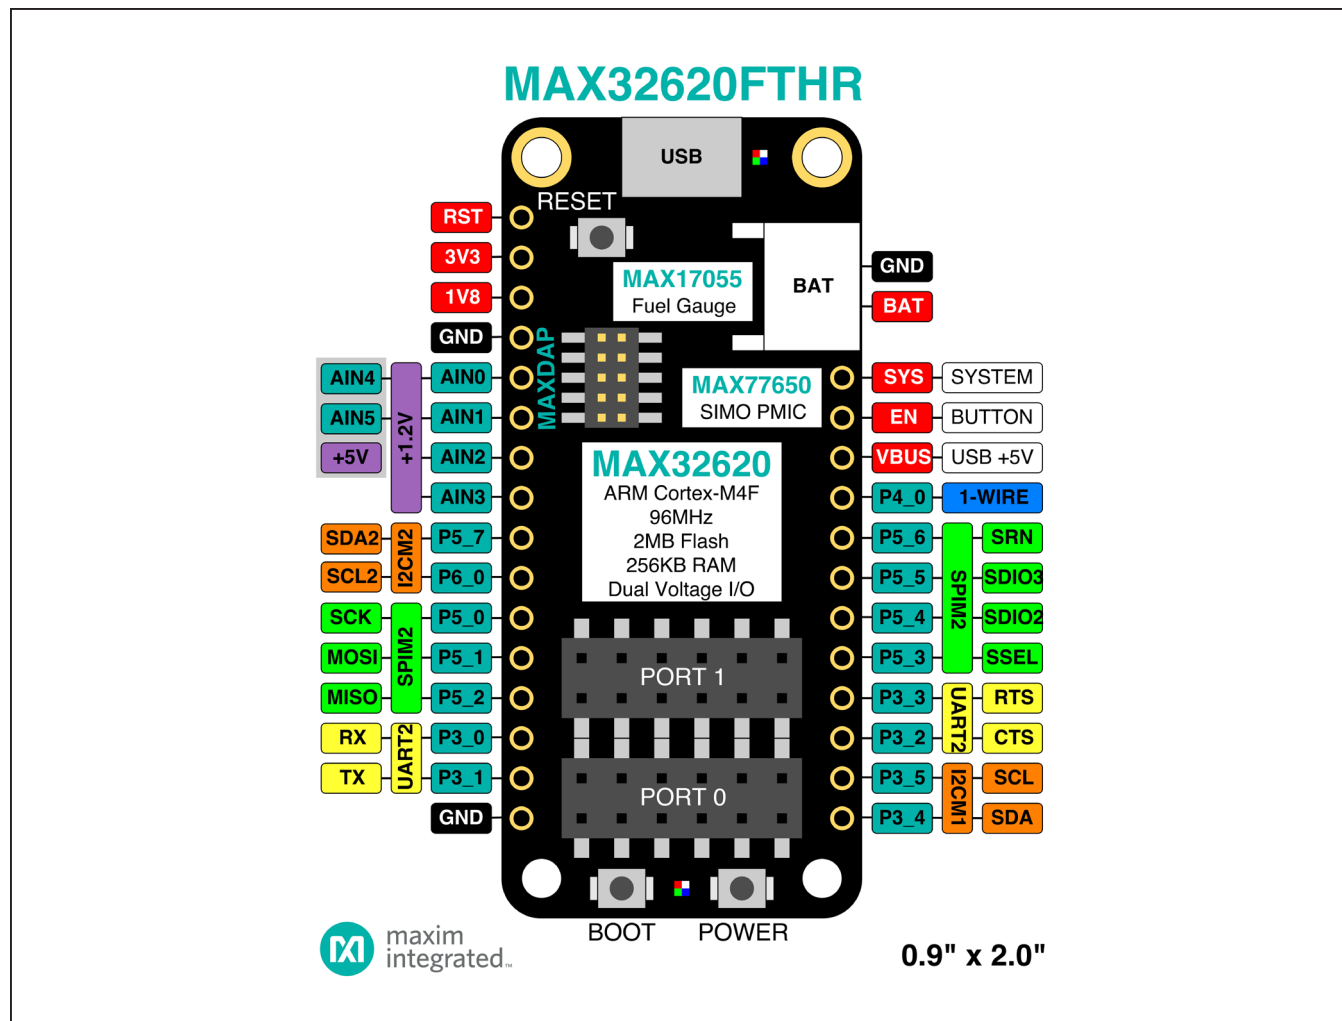 MAX32620FTHR
USB
RESET
RST
3V3
1V8
GND
MAX17055
Fuel Gauge
BAT
GND
BAT
MAXDAP
AIN4
AIN5
+5V
+1.2V
AIN0
AIN1
AIN2
AIN3
MAX77650
SIMO PMIC
SYS SYSTEM
EN BUTTON
VBUS USB +5V
P4_0 1-WIRE
MAX32620
ARM Cortex-M4F
96MHz
2MB Flash
256KB RAM
Dual Voltage I/O
SDA2
SCL2
I2CM2
P5_7
P6_0
SCK
MOSI
MISO
SPIM2
P5_0
P5_1
P5_2
RX
TX
UART2
P3_0
P3_1
GND
P5_6
P5_5
P5_4
P5_3
SPIM2
SRN
SDIO3
SDIO2
SSEL
P3_3
P3_2
UART2
RTS
CTS
P3_5
P3_4
I2CM1
SCL
SDA
PORT 1
PORT 0
BOOT POWER
maxim
integrated™
0.9" x 2.0"